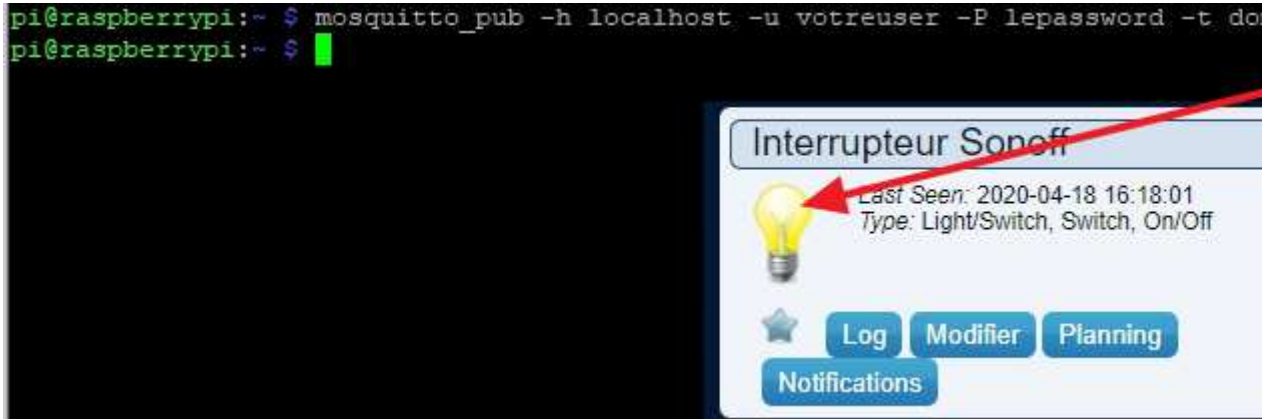 pi@raspberrypi:~ $ mosquitto_pub -h localhost -u votreuser -P lepassword -t
pi@raspberrypi:~ $
Interrupteur Sonoff
Last Seen: 2020-04-18 16:18:01
Type: Light/Switch, Switch, On/Off
Log Modifier Planning
Notifications